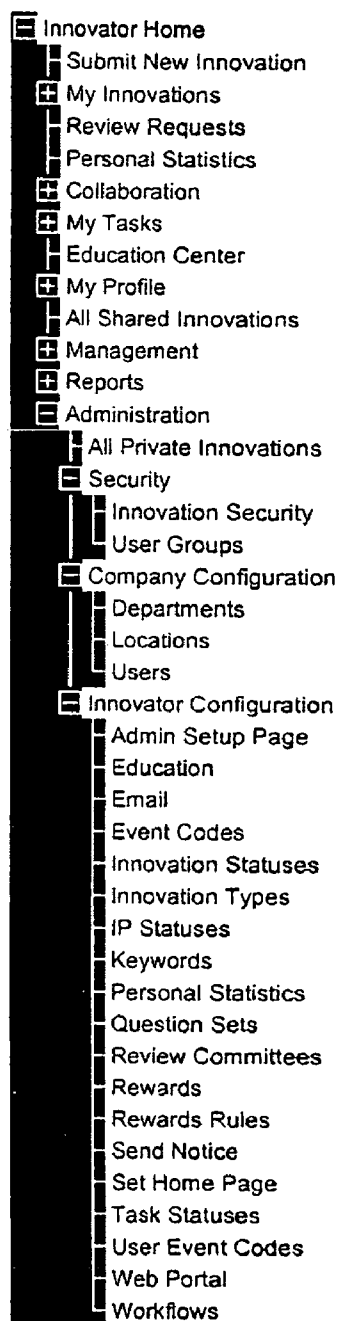 Innovator Home
Submit New Innovation
My Innovations
Review Requests
Personal Statistics
Collaboration
My Tasks
Education Center
My Profile
All Shared Innovations
Management
Reports
Administration
All Private Innovations
Security
Innovation Security
User Groups
Company Configuration
Departments
Locations
Users
Innovator Configuration
Admin Setup Page
Education
Email
Event Codes
Innovation Statuses
Innovation Types
IP Statuses
Keywords
Personal Statistics
Question Sets
Review Committees
Rewards
Rewards Rules
Send Notice
Set Home Page
Task Statuses
User Event Codes
Web Portal
Workflows